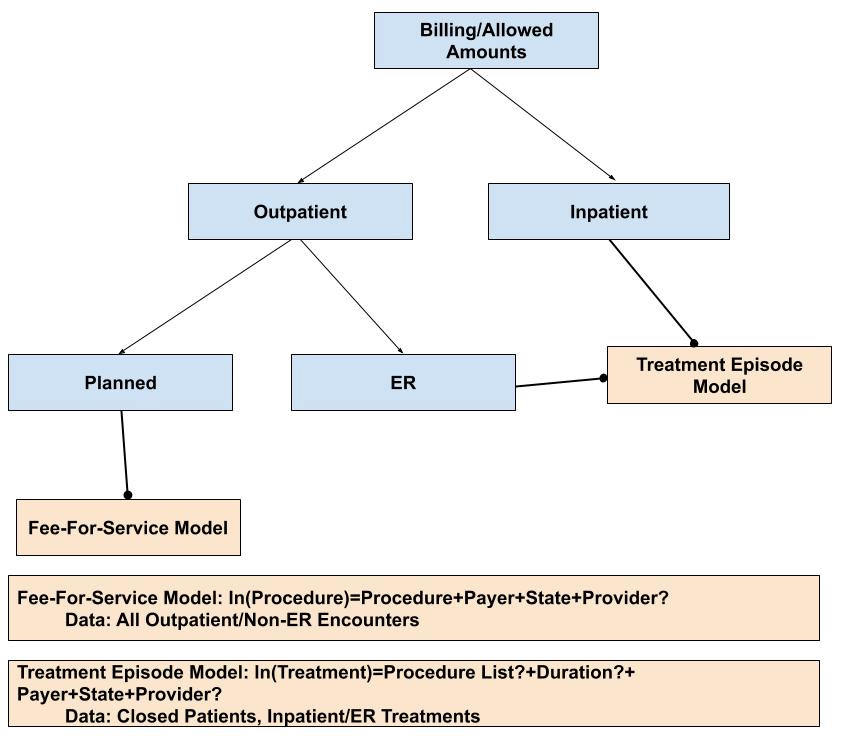 Billing/Allowed
Amounts
Outpatient
Inpatient
Planned
ER
Treatment Episode
Model
Fee-For-Service Model
Fee-For-Service Model: ln(Procedure)=Procedure+Payer+State+Provider?
Data: All Outpatient/Non-ER Encounters
Treatment Episode Model: ln(Treatment)=Procedure List?+Duration?+
Payer+State+Provider?
Data: Closed Patients, Inpatient/ER Treatments